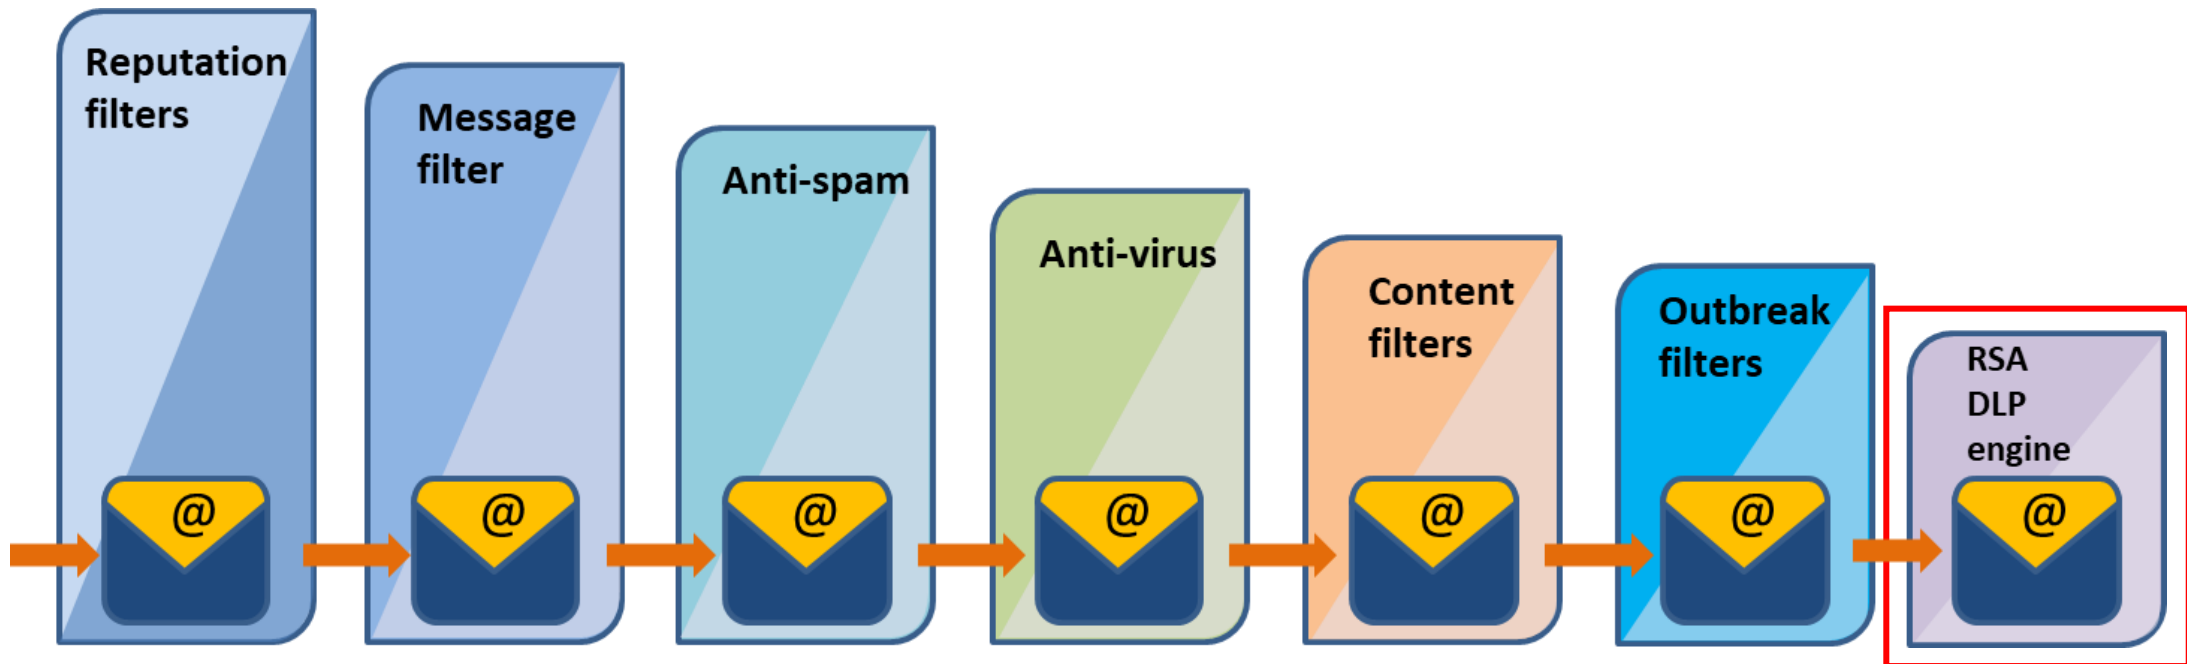 Reputation
filters
Message
filter
Anti-spam
Anti-virus
Content
filters
Outbreak
filters
RSA
DLP
engine
@
@
@
@
@
@
@